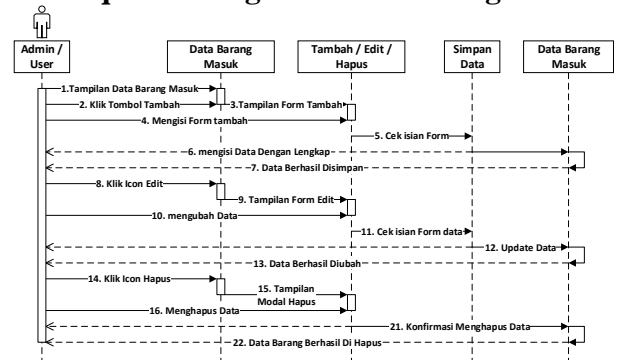 Admin /
User
Data Barang
Masuk
Tambah / Edit /
Hapus
Simpan
Data
Data Barang
Masuk
1.Tampilan Data Barang Masuk
2. Klik Tombol Tambah
3.Tampilan Form Tambah
4. Mengisi Form tambah
5. Cek isian Form
6. mengisi Data Dengan Lengkap
7. Data Berhasil Disimpan
8. Klik Icon Edit
9. Tampilan Form Edit
10. mengubah Data
11. Cek isian Form data
12. Update Data
13. Data Berhasil Diubah
14. Klik Icon Hapus
15. Tampilan
Modal Hapus
16. Menghapus Data
21. Konfirmasi Menghapus Data
22. Data Barang Berhasil Di Hapus